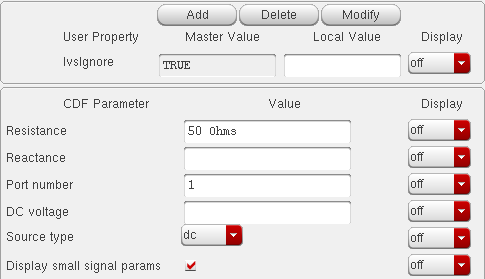 Add Delete Modify
User Property Master Value Local Value Display
lvsIgnore TRUE off
CDF Parameter Value Display
Resistance 50 Ohms off
Reactance off
Port number 1 off
DC voltage off
Source type dc off
Display small signal params off